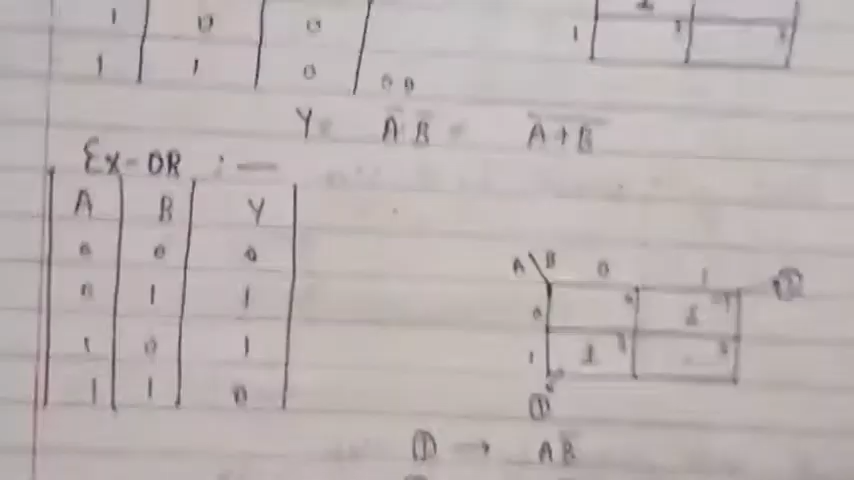 1 0 0
1 1 0
1
Y = A̅ B̅ = A̅ + B̅
Ex-OR :—
A B Y
0 0 0
0 1 1
1 0 1
1 1 0
A B 0 1
0 1
1 1
① → A B̅